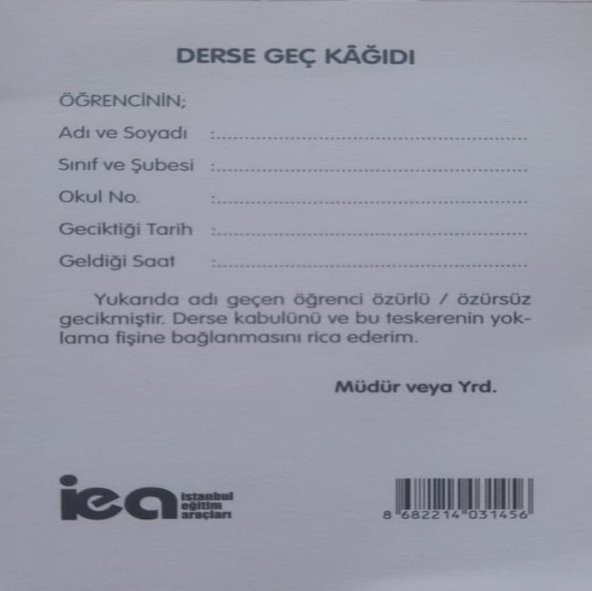 DERSE GEÇ KÂĞIDI
ÖĞRENCİNİN;
Adı ve Soyadı :
Sınıf ve Şubesi :
Okul No. :
Geciktiği Tarih :
Geldiği Saat :
Yukarıda adı geçen öğrenci özürlü / özürsüz
gecikmiştir. Derse kabulünü ve bu teskerenin yok-
lama fişine bağlanmasını rica ederim.
Müdür veya Yrd.
iea istanbul
eğitim
araçları
8 682214 031456